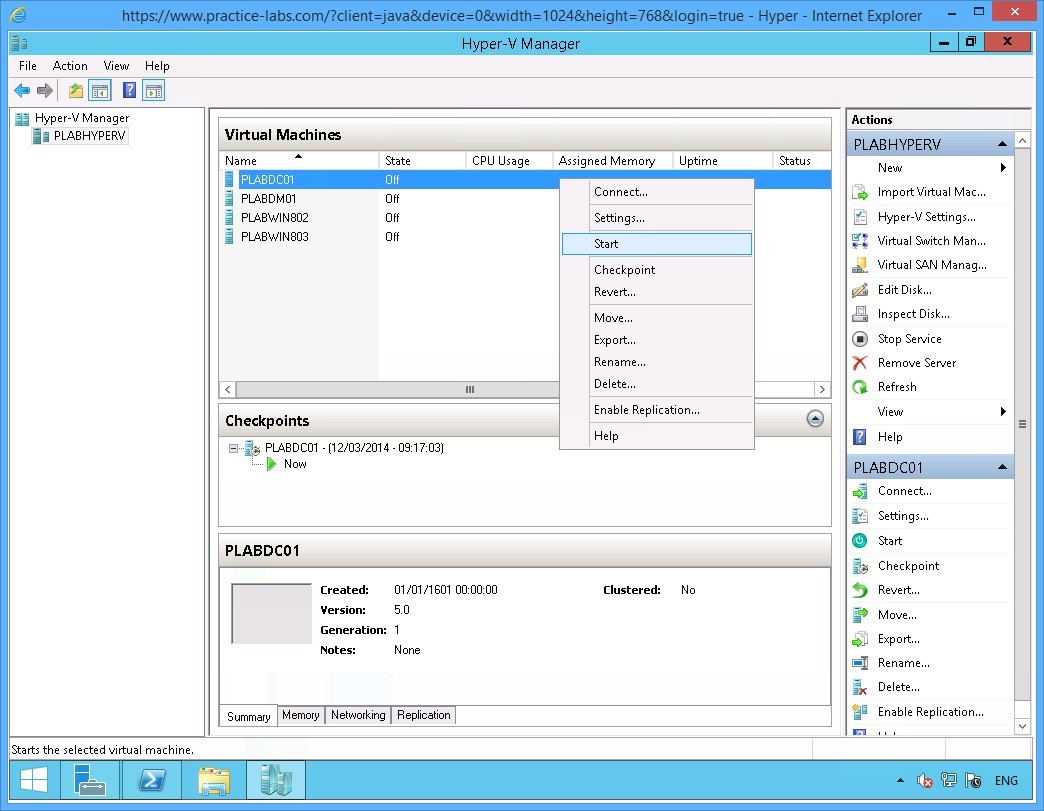 https://www.practice-labs.com/?client=java&device=0&width=1024&height=768&login=true - Hyper - Internet Explorer
Hyper-V Manager
File Action View Help
Hyper-V Manager
PLABHYPERV
Virtual Machines
Name State CPU Usage Assigned Memory Uptime Status
PLABDC01 Off
PLABDM01 Off
PLABWIN802 Off
PLABWIN803 Off
Connect...
Settings...
Start
Checkpoint
Revert...
Move...
Export...
Rename...
Delete...
Enable Replication...
Help
Checkpoints
PLABDC01 - (12/03/2014 - 09:17:03)
Now
PLABDC01
Created: 01/01/1601 00:00:00 Clustered: No
Version: 5.0
Generation: 1
Notes: None
Summary Memory Networking Replication
Actions
PLABHYPERV
New
Import Virtual Mac...
Hyper-V Settings...
Virtual Switch Man...
Virtual SAN Manag...
Edit Disk...
Inspect Disk...
Stop Service
Remove Server
Refresh
View
Help
PLABDC01
Connect...
Settings...
Start
Checkpoint
Revert...
Move...
Export...
Rename...
Delete...
Enable Replication...
Starts the selected virtual machine.
ENG